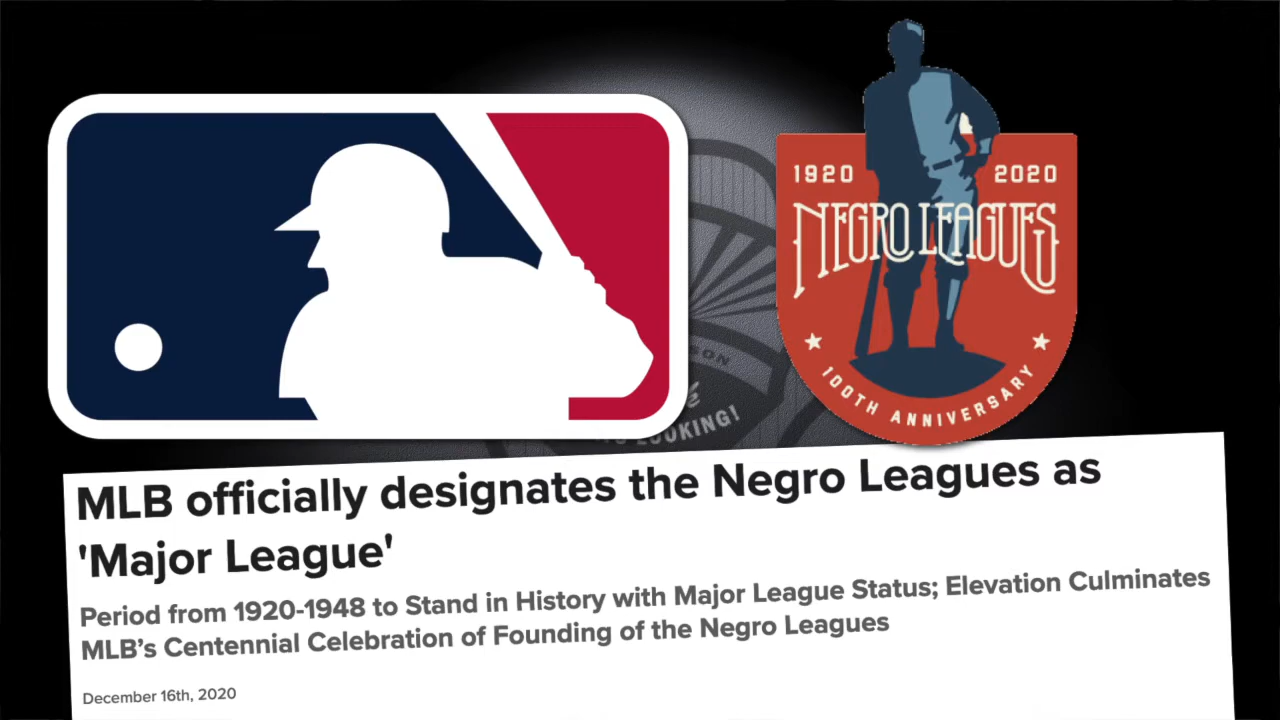 1920 2020
NEGRO LEAGUES
100TH ANNIVERSARY
LOOKING!
MLB officially designates the Negro Leagues as
'Major League'
Period from 1920-1948 to Stand in History with Major League Status; Elevation Culminates
MLB's Centennial Celebration of Founding of the Negro Leagues
December 16th, 2020